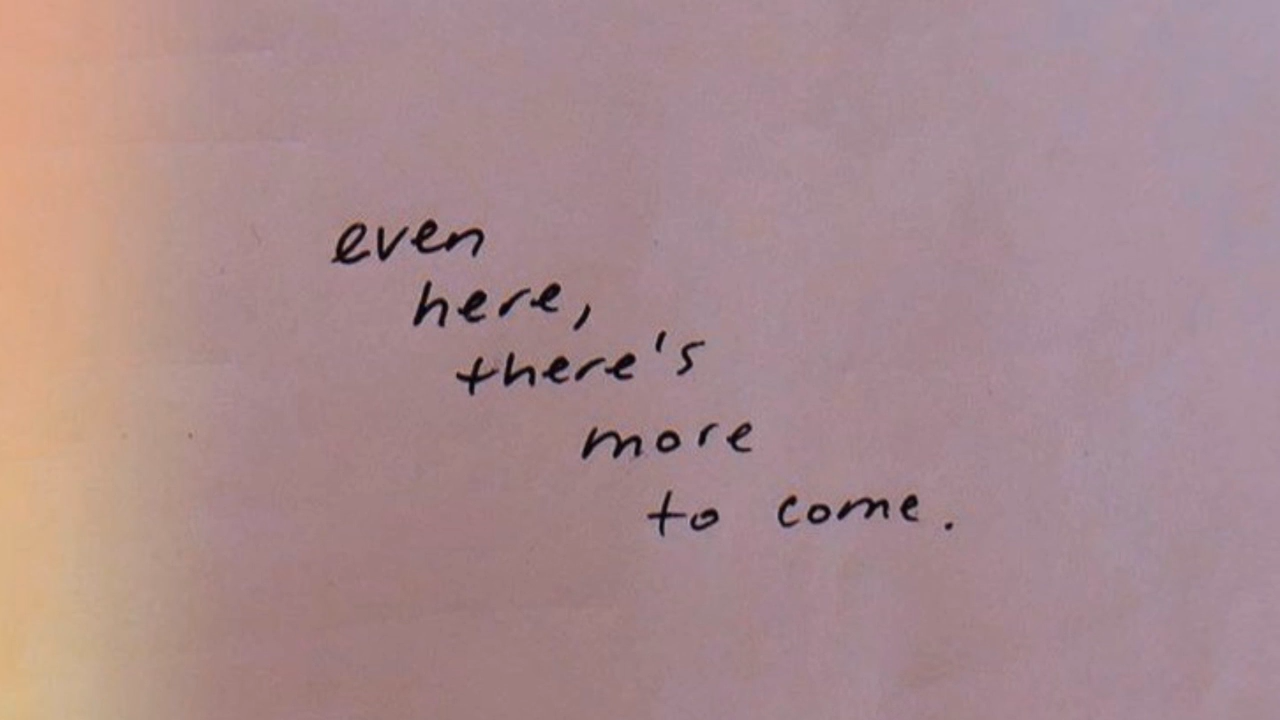 even
here,
there's
more
to come.